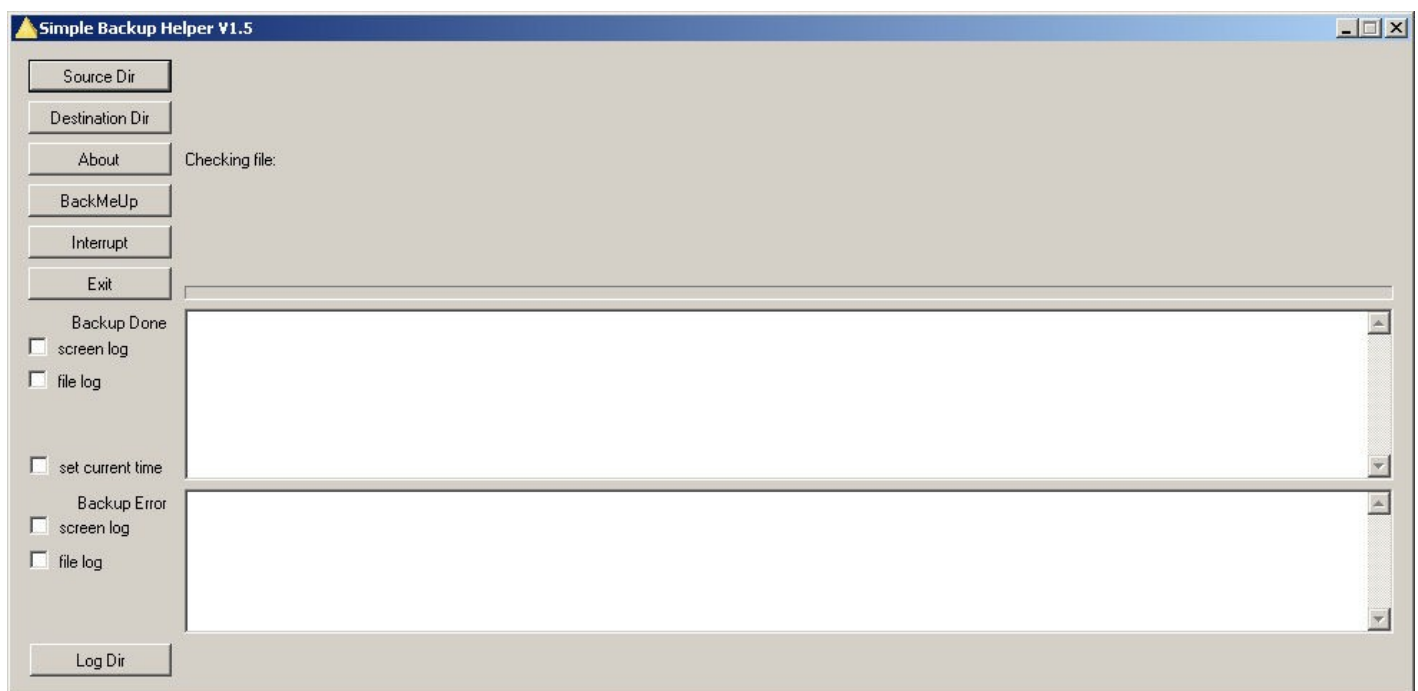 Simple Backup Helper V1.5
Source Dir
Destination Dir
About
Checking file:
BackMeUp
Interrupt
Exit
Backup Done
screen log
file log
set current time
Backup Error
screen log
file log
Log Dir